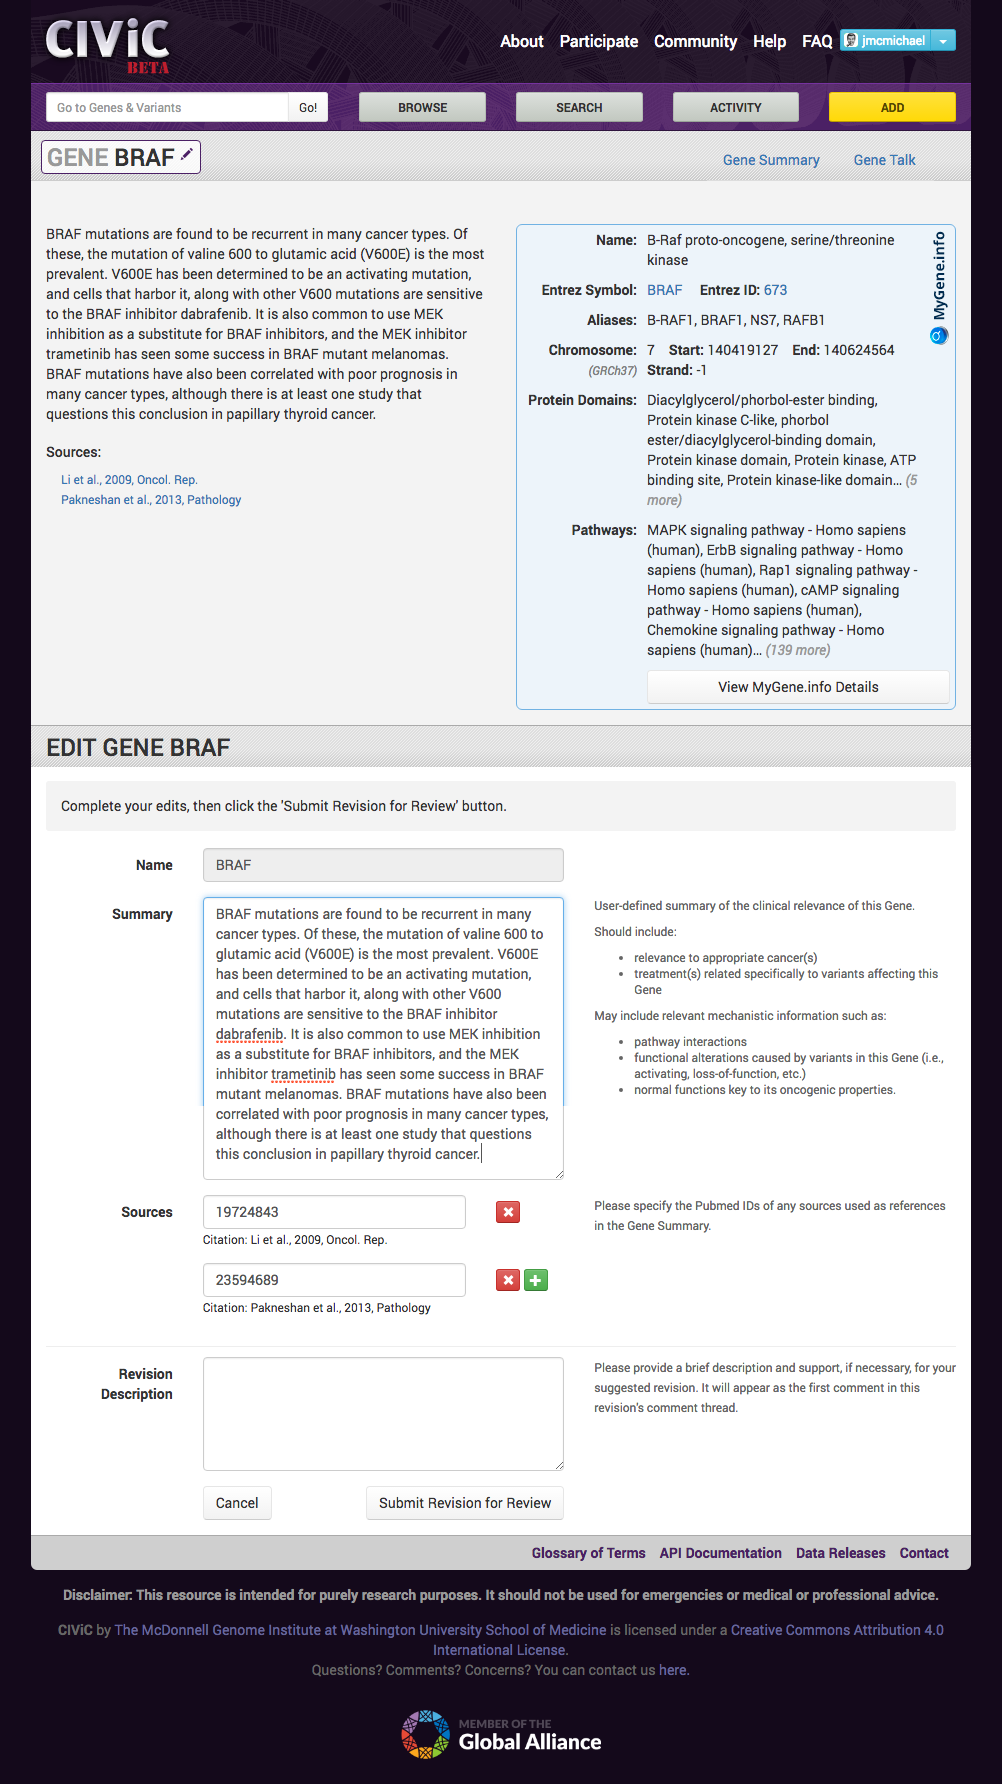 CIViC
BETA
About Participate Community Help FAQ jmcmichael
Go to Genes & Variants Go! BROWSE SEARCH ACTIVITY ADD
GENE BRAF
Gene Summary Gene Talk
BRAF mutations are found to be recurrent in many cancer types. Of
these, the mutation of valine 600 to glutamic acid (V600E) is the most
prevalent. V600E has been determined to be an activating mutation,
and cells that harbor it, along with other V600 mutations are sensitive
to the BRAF inhibitor dabrafenib. It is also common to use MEK
inhibition as a substitute for BRAF inhibitors, and the MEK inhibitor
trametinib has seen some success in BRAF mutant melanomas.
BRAF mutations have also been correlated with poor prognosis in
many cancer types, although there is at least one study that
questions this conclusion in papillary thyroid cancer.
Sources:
Li et al., 2009, Oncol. Rep.
Pakneshan et al., 2013, Pathology
Name: B-Raf proto-oncogene, serine/threonine
kinase
Entrez Symbol: BRAF Entrez ID: 673
Aliases: B-RAF1, BRAF1, NS7, RAFB1
Chromosome: 7 Start: 140419127 End: 140624564
(GRCh37) Strand: -1
Protein Domains: Diacylglycerol/phorbol-ester binding,
Protein kinase C-like, phorbol
ester/diacylglycerol-binding domain,
Protein kinase domain, Protein kinase, ATP
binding site, Protein kinase-like domain... (5
more)
Pathways: MAPK signaling pathway - Homo sapiens
(human), ErbB signaling pathway - Homo
sapiens (human), Rap1 signaling pathway -
Homo sapiens (human), cAMP signaling
pathway - Homo sapiens (human),
Chemokine signaling pathway - Homo
sapiens (human)... (139 more)
View MyGene.info Details
MyGene.info
EDIT GENE BRAF
Complete your edits, then click the 'Submit Revision for Review' button.
Name BRAF
Summary
BRAF mutations are found to be recurrent in many
cancer types. Of these, the mutation of valine 600 to
glutamic acid (V600E) is the most prevalent. V600E
has been determined to be an activating mutation,
and cells that harbor it, along with other V600
mutations are sensitive to the BRAF inhibitor
dabrafenib. It is also common to use MEK inhibition
as a substitute for BRAF inhibitors, and the MEK
inhibitor trametinib has seen some success in BRAF
mutant melanomas. BRAF mutations have also been
correlated with poor prognosis in many cancer types,
although there is at least one study that questions
this conclusion in papillary thyroid cancer.
User-defined summary of the clinical relevance of this Gene.
Should include:
• relevance to appropriate cancer(s)
• treatment(s) related specifically to variants affecting this
Gene
May include relevant mechanistic information such as:
• pathway interactions
• functional alterations caused by variants in this Gene (i.e.,
activating, loss-of-function, etc.)
• normal functions key to its oncogenic properties.
Sources 19724843
Citation: Li et al., 2009, Oncol. Rep.
23594689
Citation: Pakneshan et al., 2013, Pathology
Please specify the Pubmed IDs of any sources used as references
in the Gene Summary.
Revision
Description
Please provide a brief description and support, if necessary, for your
suggested revision. It will appear as the first comment in this
revision's comment thread.
Cancel Submit Revision for Review
Glossary of Terms API Documentation Data Releases Contact
Disclaimer: This resource is intended for purely research purposes. It should not be used for emergencies or medical or professional advice.
CIViC by The McDonnell Genome Institute at Washington University School of Medicine is licensed under a Creative Commons Attribution 4.0
International License.
Questions? Comments? Concerns? You can contact us here.
MEMBER OF THE
Global Alliance